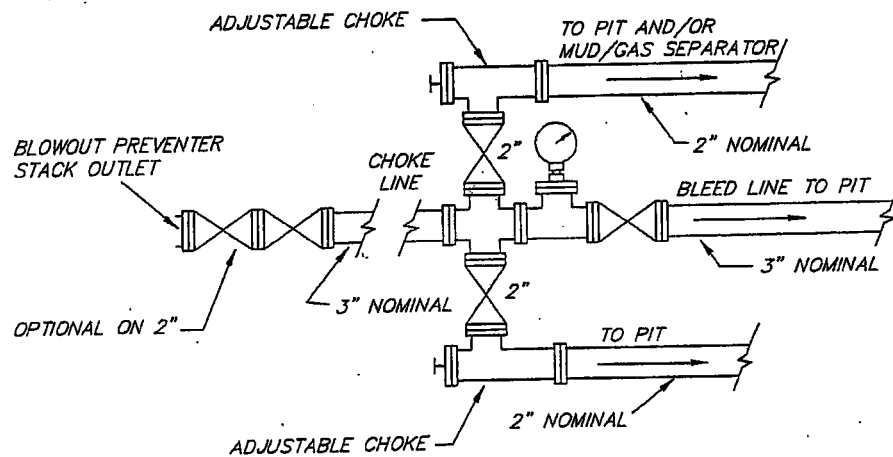 ADJUSTABLE CHOKE
TO PIT AND/OR
MUD/GAS SEPARATOR
2" NOMINAL
BLOWOUT PREVENTER
STACK OUTLET
CHOKE
LINE
2"
BLEED LINE TO PIT
3" NOMINAL
3" NOMINAL
OPTIONAL ON 2"
2"
TO PIT
2" NOMINAL
ADJUSTABLE CHOKE